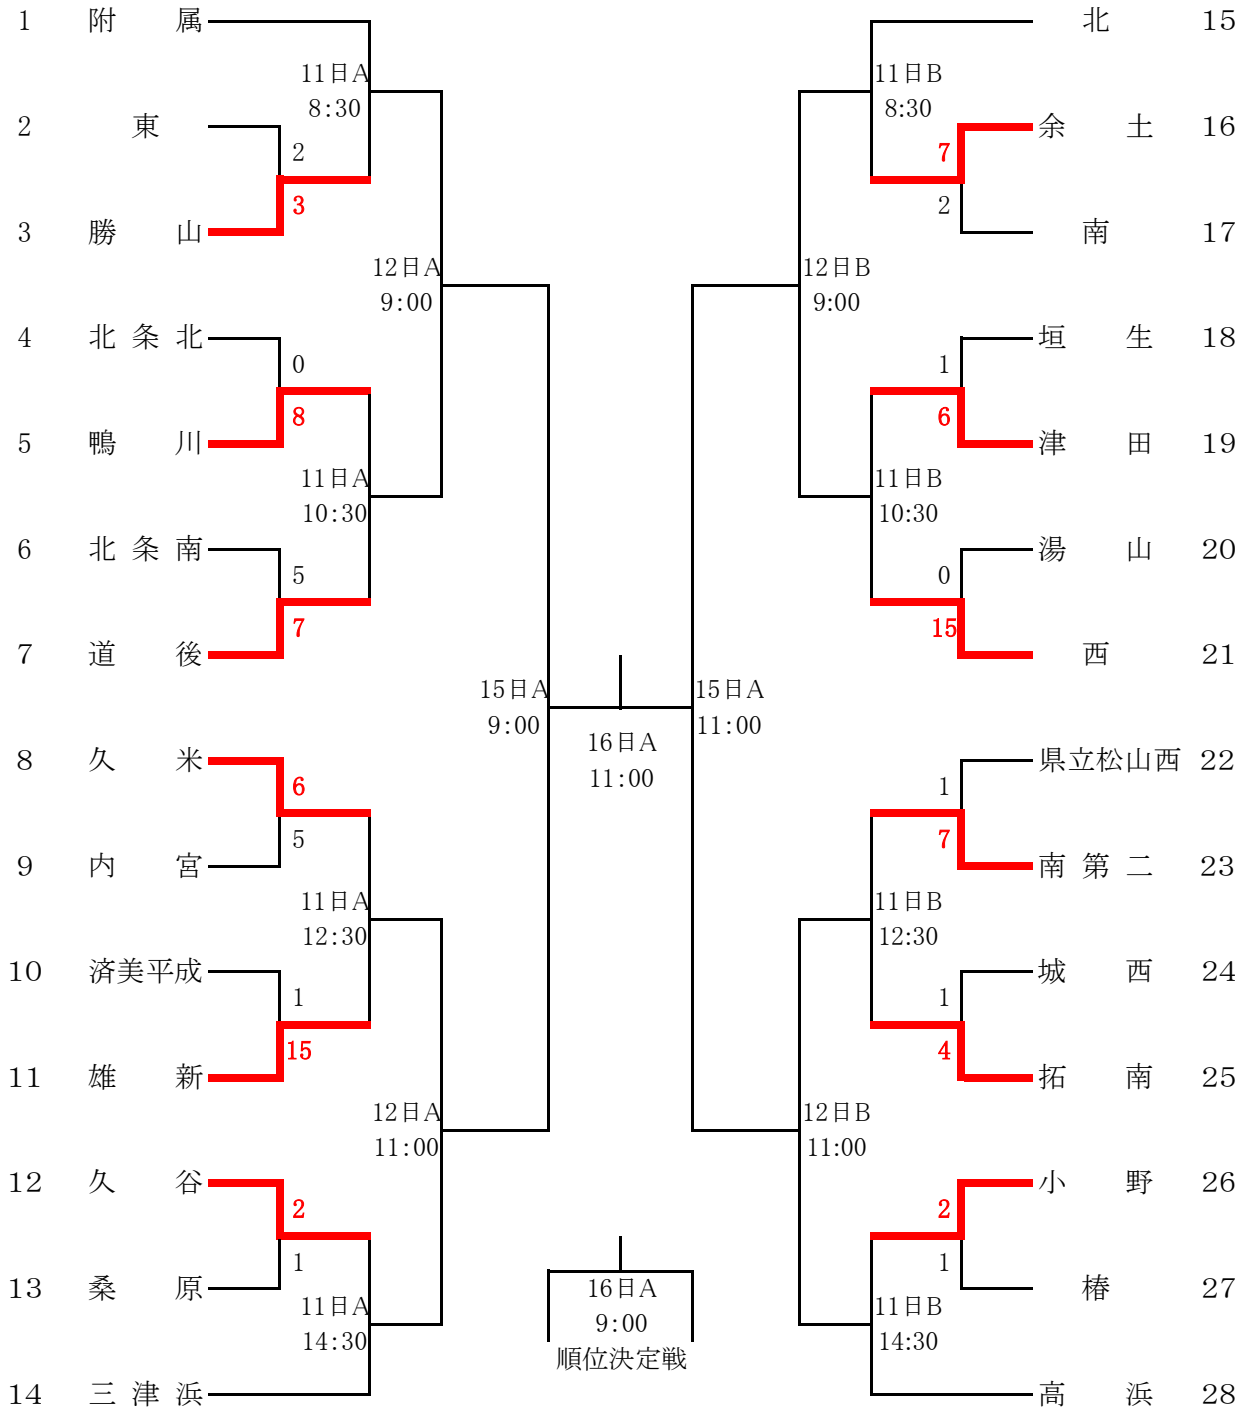 1 附属
11日A
8:30
2 東
2
3
3 勝山
12日A
9:00
4 北条北
0
8
5 鴨川
11日A
10:30
6 北条南
5
7
7 道後
15日A
9:00
8 久米
6
5
9 内宮
11日A
12:30
10 済美平成
1
15
11 雄新
12日A
11:00
12 久谷
2
1
13 桑原
11日A
14:30
14 三津浜
16日A
11:00
16日A
9:00
順位決定戦
北 15
11日B
8:30
余土 16
7
2
南 17
12日B
9:00
垣生 18
1
6
津田 19
11日B
10:30
湯山 20
0
15
西 21
15日A
11:00
県立松山西 22
1
7
南第二 23
11日B
12:30
城西 24
1
4
拓南 25
12日B
11:00
小野 26
2
1
椿 27
11日B
14:30
高浜 28